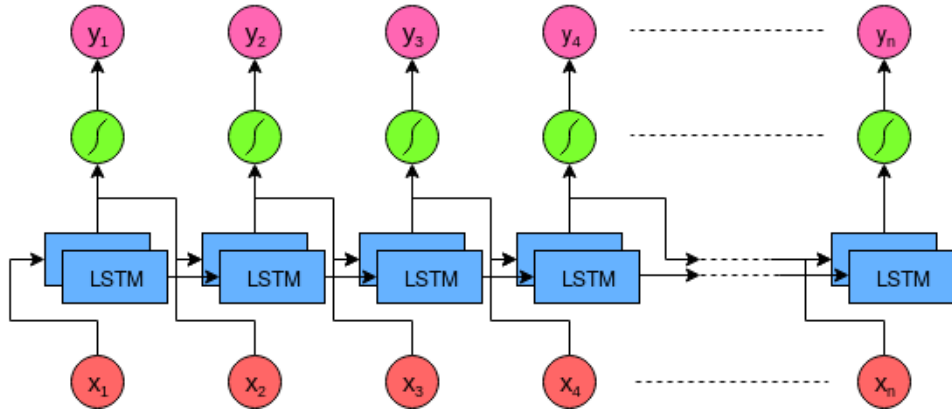 y₁ y₂ y₃ y₄ yₙ
LSTM LSTM LSTM LSTM LSTM
x₁ x₂ x₃ x₄ xₙ